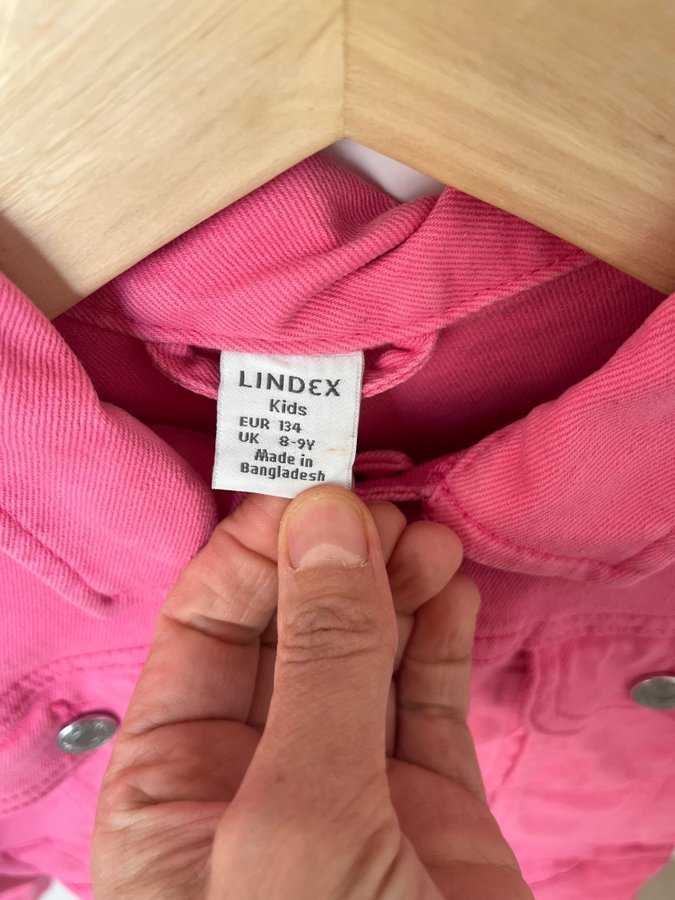 LINDEX
Kids
EUR 134
UK 8-9Y
Made in
Bangladesh